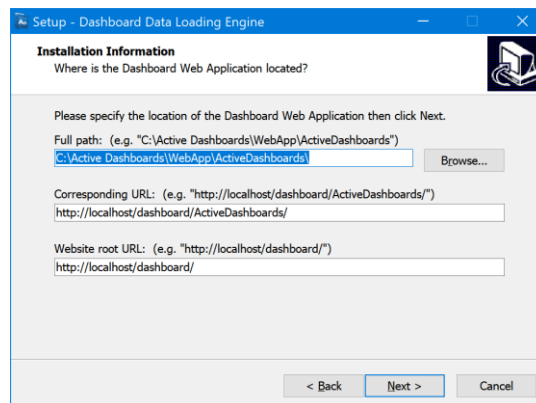 Setup - Dashboard Data Loading Engine
Installation Information
Where is the Dashboard Web Application located?
Please specify the location of the Dashboard Web Application then click Next.
Full path: (e.g. "C:\Active Dashboards\WebApp\ActiveDashboards")
C:\Active Dashboards\WebApp\ActiveDashboards\
Browse...
Corresponding URL: (e.g. "http://localhost/dashboard/ActiveDashboards/")
http://localhost/dashboard/ActiveDashboards/
Website root URL: (e.g. "http://localhost/dashboard/")
http://localhost/dashboard/
< Back
Next >
Cancel